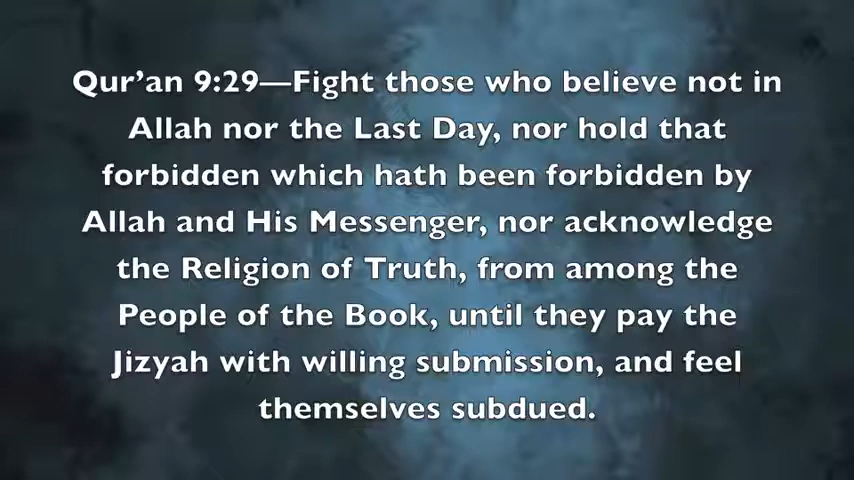 Qur’an 9:29—Fight those who believe not in
Allah nor the Last Day, nor hold that
forbidden which hath been forbidden by
Allah and His Messenger, nor acknowledge
the Religion of Truth, from among the
People of the Book, until they pay the
Jizyah with willing submission, and feel
themselves subdued.